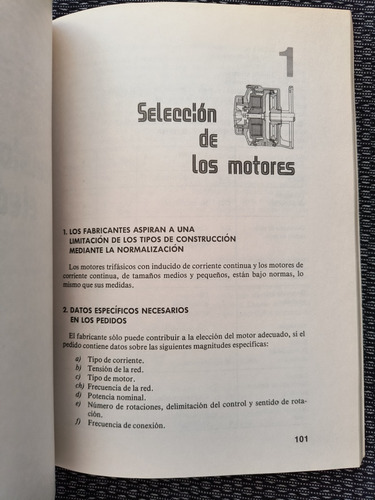 1
Selección
de
los motores
1. LOS FABRICANTES ASPIRAN A UNA
LIMITACIÓN DE LOS TIPOS DE CONSTRUCCIÓN
MEDIANTE LA NORMALIZACIÓN
Los motores trifásicos con inducido de corriente continua y los motores de
corriente continua, de tamaños medios y pequeños, están bajo normas, lo
mismo que sus medidas.
2. DATOS ESPECÍFICOS NECESARIOS
EN LOS PEDIDOS
El fabricante sólo puede contribuir a la elección del motor adecuado, si el
pedido contiene datos sobre las siguientes magnitudes específicas:
a) Tipo de corriente.
b) Tensión de la red.
c) Tipo de motor.
ch) Frecuencia de la red.
d) Potencia nominal.
e) Número de rotaciones, delimitación del control y sentido de rota-
ción.
f) Frecuencia de conexión.
101